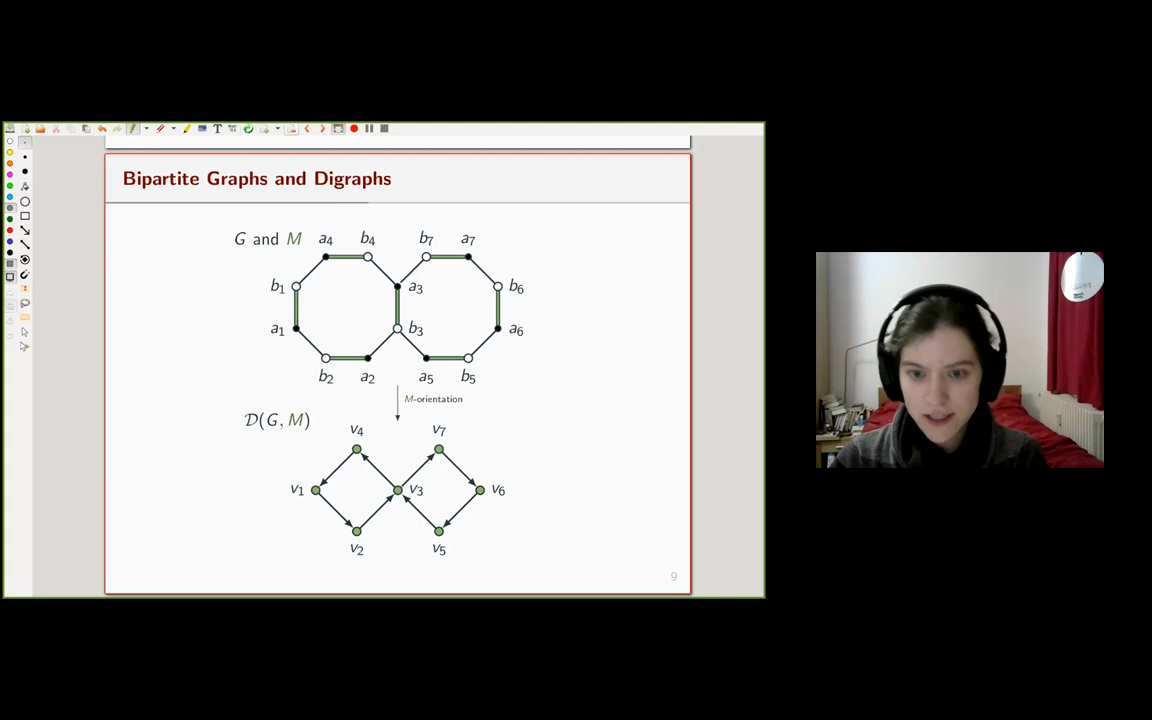 Bipartite Graphs and Digraphs
G and M a4 b4 b7 a7
b1 a3 b6
a1 b3 a6
b2 a2 a5 b5
M-orientation
D(G, M)
v4 v7
v1 v3 v6
v2 v5
9